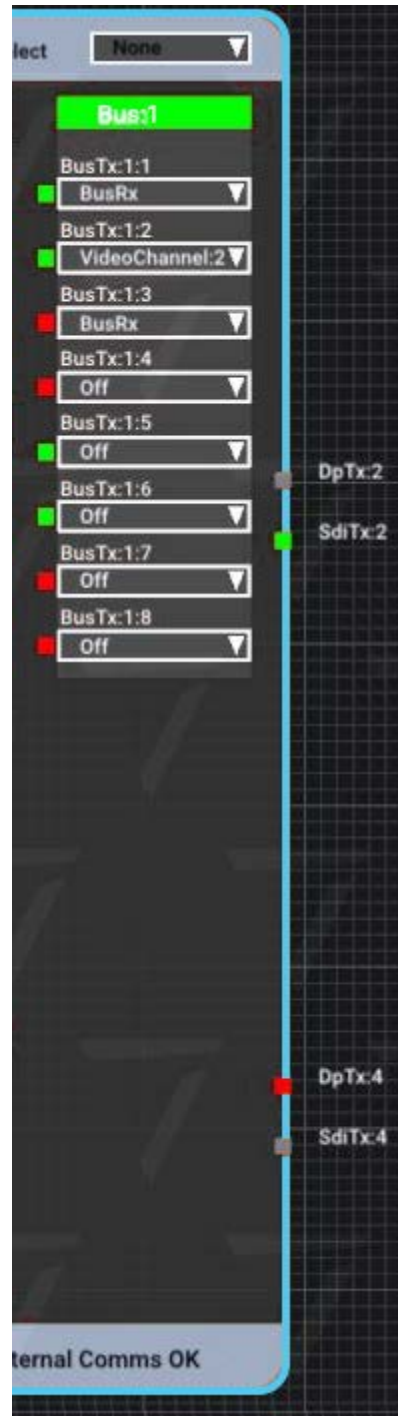 lect None
Bus:1
BusTx:1:1
BusRx
BusTx:1:2
VideoChannel:2
BusTx:1:3
BusRx
BusTx:1:4
Off
BusTx:1:5
Off
DpTx:2
BusTx:1:6
Off
SdiTx:2
BusTx:1:7
Off
BusTx:1:8
Off
DpTx:4
SdiTx:4
ternal Comms OK